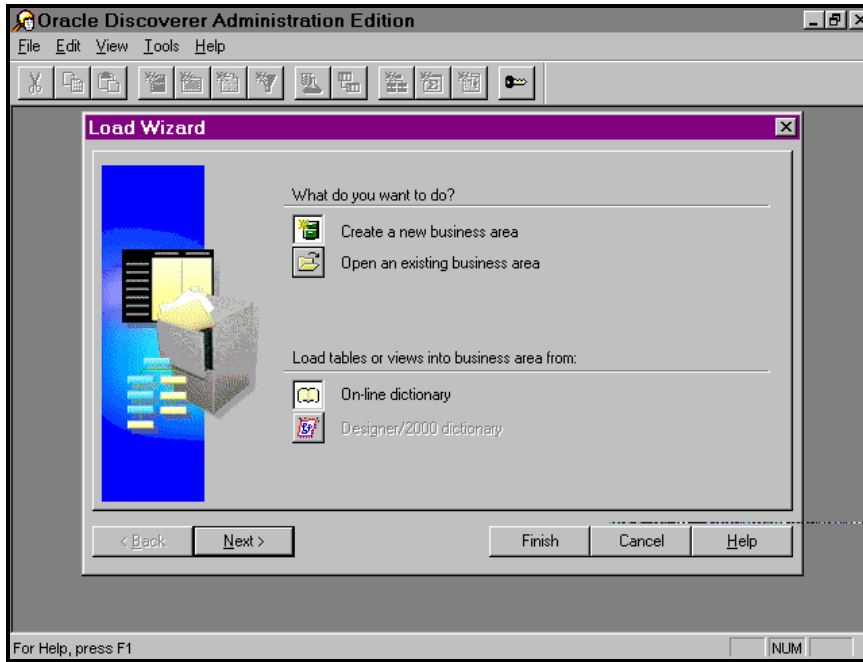 Oracle Discoverer Administration Edition
File Edit View Tools Help
Load Wizard
What do you want to do?
Create a new business area
Open an existing business area
Load tables or views into business area from:
On-line dictionary
Designer/2000 dictionary
< Back Next > Finish Cancel Help
For Help, press F1 NUM